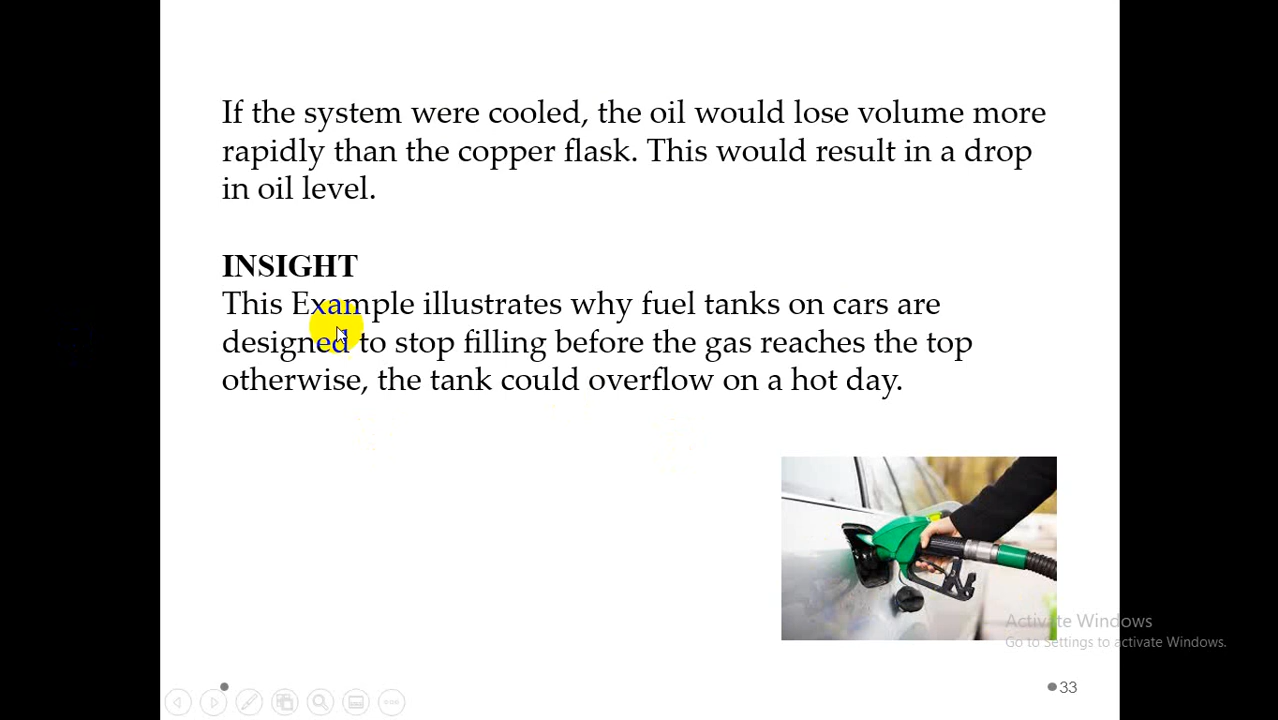 If the system were cooled, the oil would lose volume more
rapidly than the copper flask. This would result in a drop
in oil level.
INSIGHT
This Example illustrates why fuel tanks on cars are
designed to stop filling before the gas reaches the top
otherwise, the tank could overflow on a hot day.
Activate Windows
Go to Settings to activate Windows.
33